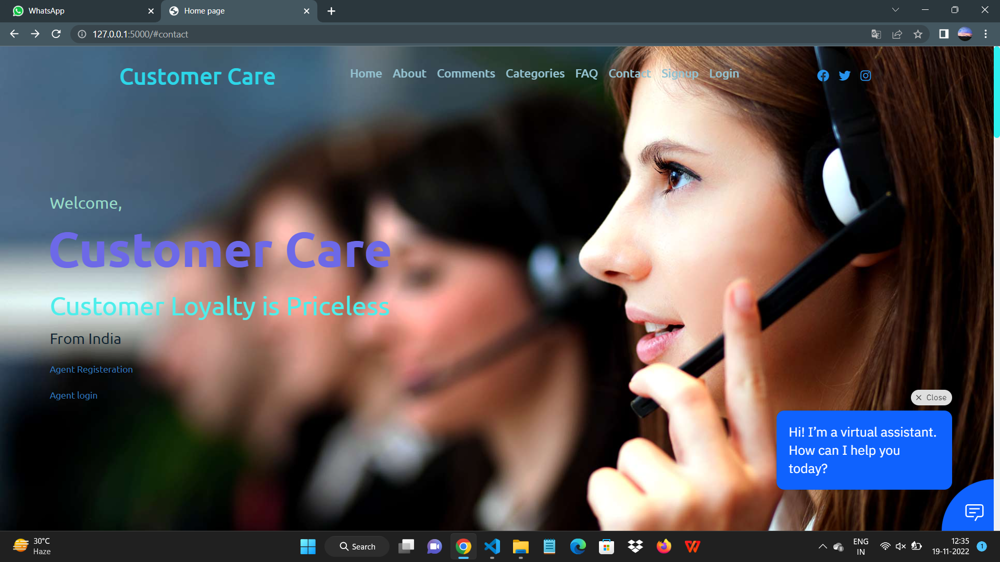 WhatsApp
Home page
127.0.0.1:5000/#contact
Customer Care
Home About Comments Categories FAQ Contact Signup Login
Welcome,
Customer Care
Customer Loyalty is Priceless
From India
Agent Registeration
Agent login
Close
Hi! I'm a virtual assistant.
How can I help you
today?
30°C
Haze
Search
ENG
IN
12:35
19-11-2022
1